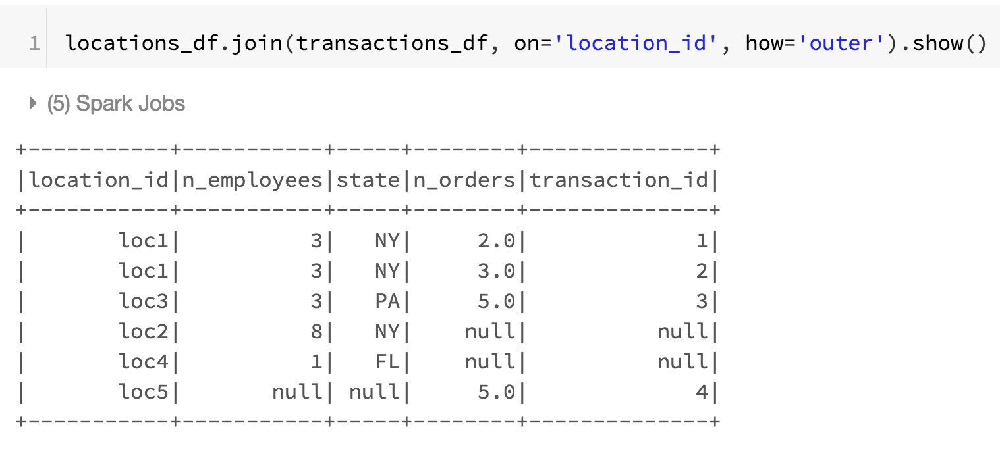 1 locations_df.join(transactions_df, on='location_id', how='outer').show()
(5) Spark Jobs
+-----------+-----------+-----+--------+--------------+
|location_id|n_employees|state|n_orders|transaction_id|
+-----------+-----------+-----+--------+--------------+
|       loc1|          3|   NY|     2.0|             1|
|       loc1|          3|   NY|     3.0|             2|
|       loc3|          3|   PA|     5.0|             3|
|       loc2|          8|   NY|    null|          null|
|       loc4|          1|   FL|    null|          null|
|       loc5|       null| null|     5.0|             4|
+-----------+-----------+-----+--------+--------------+